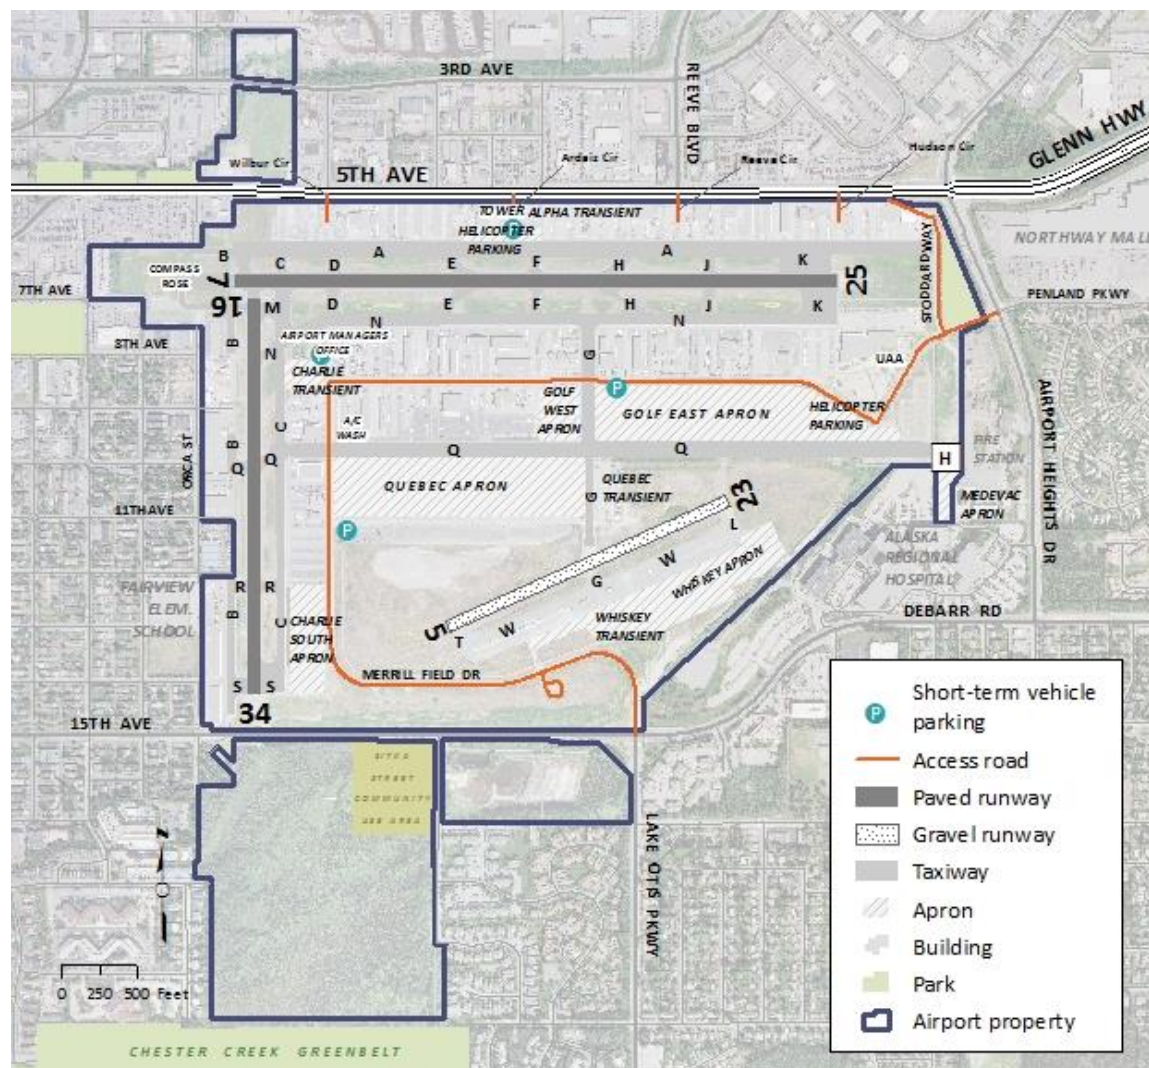 3RD AVE
REEVE BLVD
GLENN HWY
Wilbur Cir
Ardaiz Cir
Reeve Cir
Hudson Cir
5TH AVE
TOWER
ALPHA TRANSIENT
HELICOPTER
PARKING
P
NORTHWAY MALL
STODDARD WAY
B
C
D
A
E
F
H
A
J
K
COMPASS
ROSE
7
25
7TH AVE
PENLAND PKWY
16
M
D
N
E
F
H
N
J
K
8TH AVE
B
AIRPORT MANAGERS
OFFICE
P
N
G
UAA
CHARLIE
TRANSIENT
P
GOLF
WEST
APRON
GOLF EAST APRON
HELICOPTER
PARKING
AIRPORT HEIGHTS DR
A/C
WASH
C
ORCA ST
B
Q
Q
Q
Q
H
FIRE
STATION
QUEBEC APRON
G
QUEBEC
TRANSIENT
23
L
MEDEVAC
APRON
11TH AVE
P
ALASKA
REGIONAL
HOSPITAL
W
WHISKEY APRON
G
FAIRVIEW
ELEM.
SCHOOL
R
R
B
C
DEBARR RD
CHARLIE
SOUTH
APRON
5
T
W
WHISKEY
TRANSIENT
MERRILL FIELD DR
S
S
34
15TH AVE
SITKA
STREET
COMMUNITY
USE AREA
LAKE OTIS PKWY
0 250 500 Feet
CHESTER CREEK GREENBELT
P
Short-term vehicle
parking
Access road
Paved runway
Gravel runway
Taxiway
Apron
Building
Park
Airport property